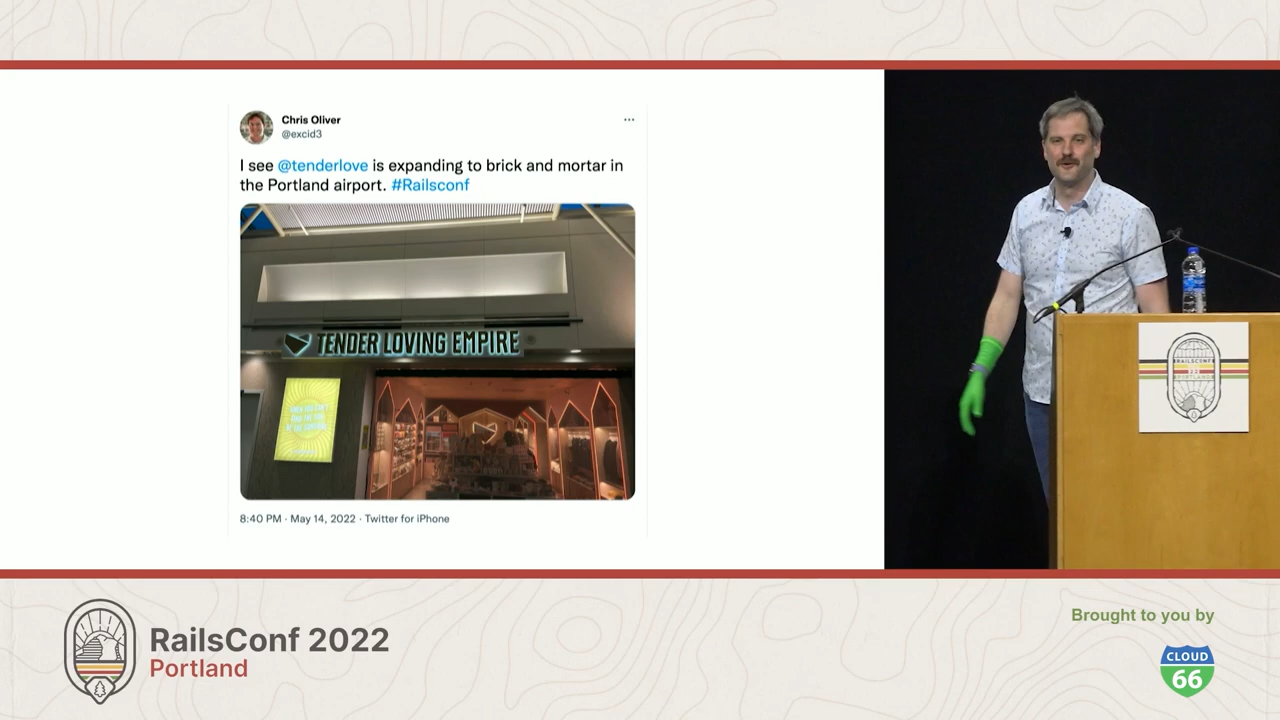 Chris Oliver
@excid3
I see @tenderlove is expanding to brick and mortar in
the Portland airport. #Railsconf
TENDER LOVING EMPIRE
8:40 PM · May 14, 2022 · Twitter for iPhone
RAILSCONF
RailsConf 2022
Portland
Brought to you by
CLOUD
66